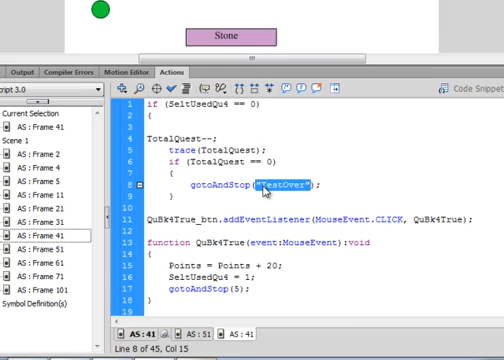 Stone
Output
Compiler Errors
Motion Editor
Actions
cript 3.0
Code Snippet
Current Selection
AS: Frame 41
Scene 1
AS: Frame 2
AS: Frame 4
AS: Frame 5
AS: Frame 11
AS: Frame 21
AS: Frame 31
AS: Frame 41
AS: Frame 51
AS: Frame 61
AS: Frame 71
AS: Frame 101
Symbol Definition(s)
1 if (SeltUsedQu4 == 0)
2 {
3
4 TotalQuest--;
5 trace(TotalQuest);
6 if (TotalQuest == 0)
7 {
8 gotoAndStop("TestOver");
9 }
10
11 QuBk4True_btn.addEventListener(MouseEvent.CLICK, QuBk4True);
12
13 function QuBk4True (event:MouseEvent):void
14 {
15 Points = Points + 20;
16 SeltUsedQu4 = 1;
17 gotoAndStop(5);
18 }
19
AS: 41
AS: 51
AS: 41
Line 8 of 45, Col 15